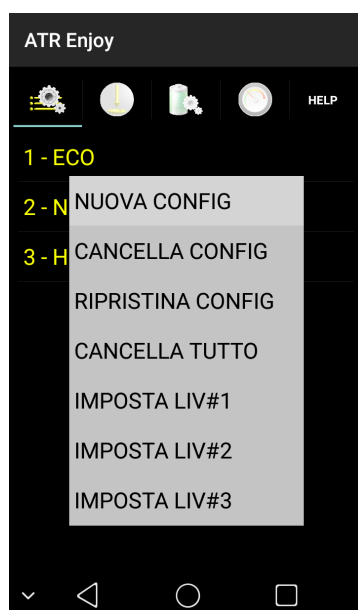 ATR Enjoy
HELP
1 - ECO
2 - N
3 - H
NUOVA CONFIG
CANCELLA CONFIG
RIPRISTINA CONFIG
CANCELLA TUTTO
IMPOSTA LIV#1
IMPOSTA LIV#2
IMPOSTA LIV#3